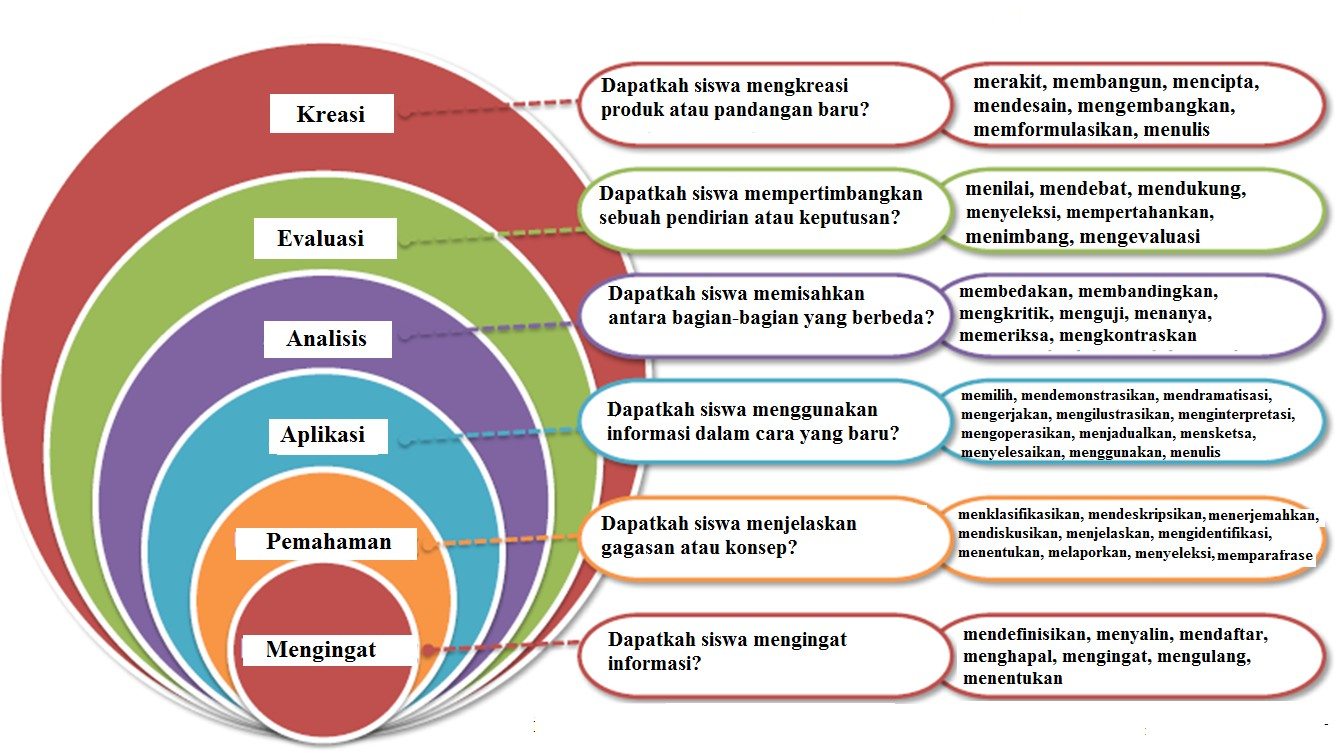 Kreasi
Dapatkah siswa mengkreasi
produk atau pandangan baru?
merakit, membangun, mencipta,
mendesain, mengembangkan,
memformulasikan, menulis
Evaluasi
Dapatkah siswa mempertimbangkan
sebuah pendirian atau keputusan?
menilai, mendebat, mendukung,
menyeleksi, mempertahankan,
menimbang, mengevaluasi
Analisis
Dapatkah siswa memisahkan
antara bagian-bagian yang berbeda?
membedakan, membandingkan,
mengkritik, menguji, menanya,
memeriksa, mengkontraskan
Aplikasi
Dapatkah siswa menggunakan
informasi dalam cara yang baru?
memilih, mendemonstrasikan, mendramatisasi,
mengerjakan, mengilustrasikan, menginterpretasi,
mengoperasikan, menjadualkan, mensketsa,
menyelesaikan, menggunakan, menulis
Pemahaman
Dapatkah siswa menjelaskan
gagasan atau konsep?
menklasifikasikan, mendeskripsikan, menerjemahkan,
mendiskusikan, menjelaskan, mengidentifikasi,
menentukan, melaporkan, menyeleksi, memparafrase
Mengingat
Dapatkah siswa mengingat
informasi?
mendefinisikan, menyalin, mendaftar,
menghapal, mengingat, mengulang,
menentukan